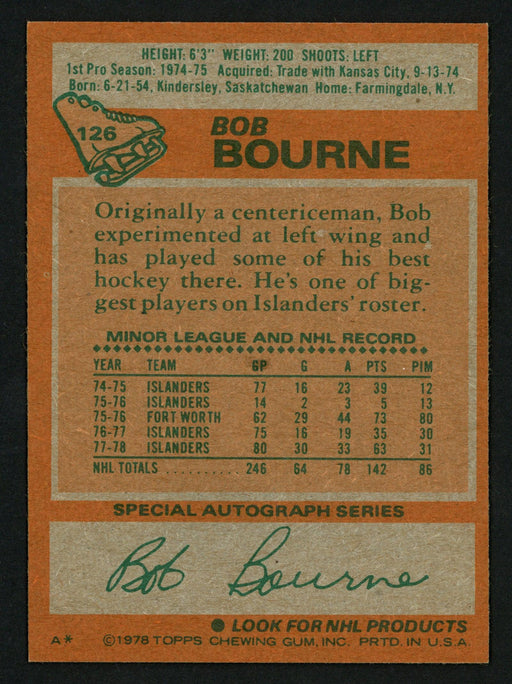 HEIGHT: 6'3" WEIGHT: 200 SHOOTS: LEFT
1st Pro Season: 1974-75 Acquired: Trade with Kansas City, 9-13-74
Born: 6-21-54, Kindersley, Saskatchewan Home: Farmingdale, N.Y.
126
BOB
BOURNE
Originally a centericeman, Bob
experimented at left wing and
has played some of his best
hockey there. He's one of big-
gest players on Islanders' roster.
MINOR LEAGUE AND NHL RECORD
YEAR TEAM GP G A PTS PIM
74-75 ISLANDERS 77 16 23 39 12
75-76 ISLANDERS 14 2 3 5 13
75-76 FORT WORTH 62 29 44 73 80
76-77 ISLANDERS 75 16 19 35 30
77-78 ISLANDERS 80 30 33 63 31
NHL TOTALS .......... 246 64 78 142 86
SPECIAL AUTOGRAPH SERIES
Bob Bourne
● LOOK FOR NHL PRODUCTS
A* ©1978 TOPPS CHEWING GUM, INC. PRTD. IN U.S.A.